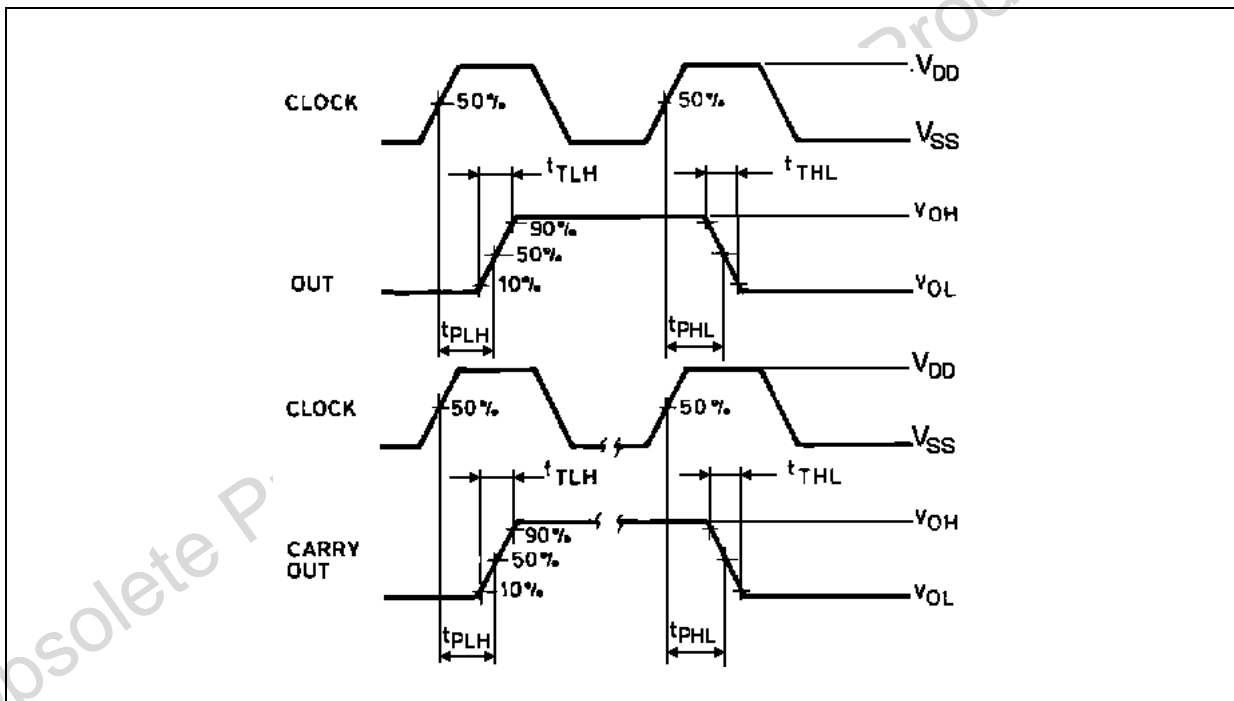 VDD
CLOCK 50% 50%
VSS
tTLH tTHL
VOH
90%
50%
OUT 10%
VOL
tPLH tPHL
VDD
CLOCK 50% 50%
VSS
tTLH tTHL
VOH
90%
CARRY
OUT
50%
10%
VOL
tPLH tPHL